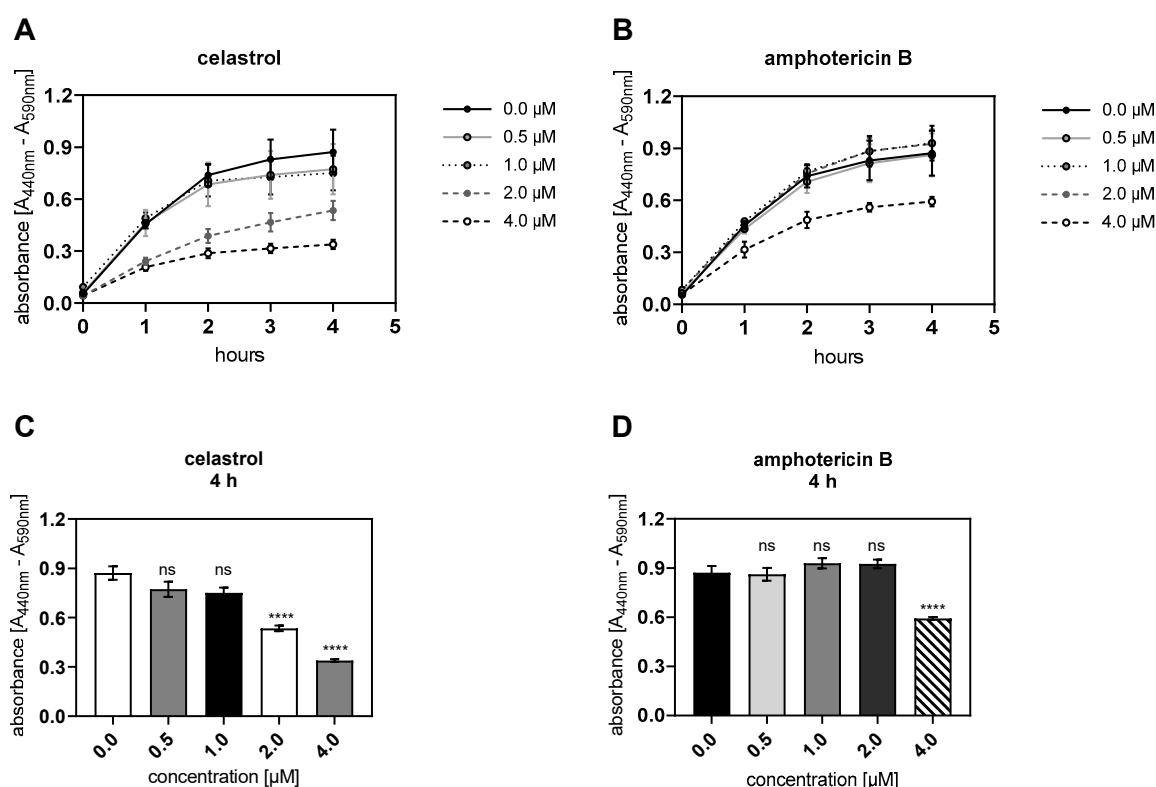 A
celastrol
absorbance [A440nm - A590nm]
1.2
0.9
0.6
0.3
0.0
0 1 2 3 4 5
hours
0.0 µM
0.5 µM
1.0 µM
2.0 µM
4.0 µM
B
amphotericin B
absorbance [A440nm - A590nm]
1.2
0.9
0.6
0.3
0.0
0 1 2 3 4 5
hours
0.0 µM
0.5 µM
1.0 µM
2.0 µM
4.0 µM
C
celastrol
4 h
absorbance [A440nm - A590nm]
1.2
0.9
0.6
0.3
0.0
ns ns **** ****
0.0 0.5 1.0 2.0 4.0
concentration [µM]
D
amphotericin B
4 h
absorbance [A440nm - A590nm]
1.2
0.9
0.6
0.3
0.0
ns ns ns ****
0.0 0.5 1.0 2.0 4.0
concentration [µM]